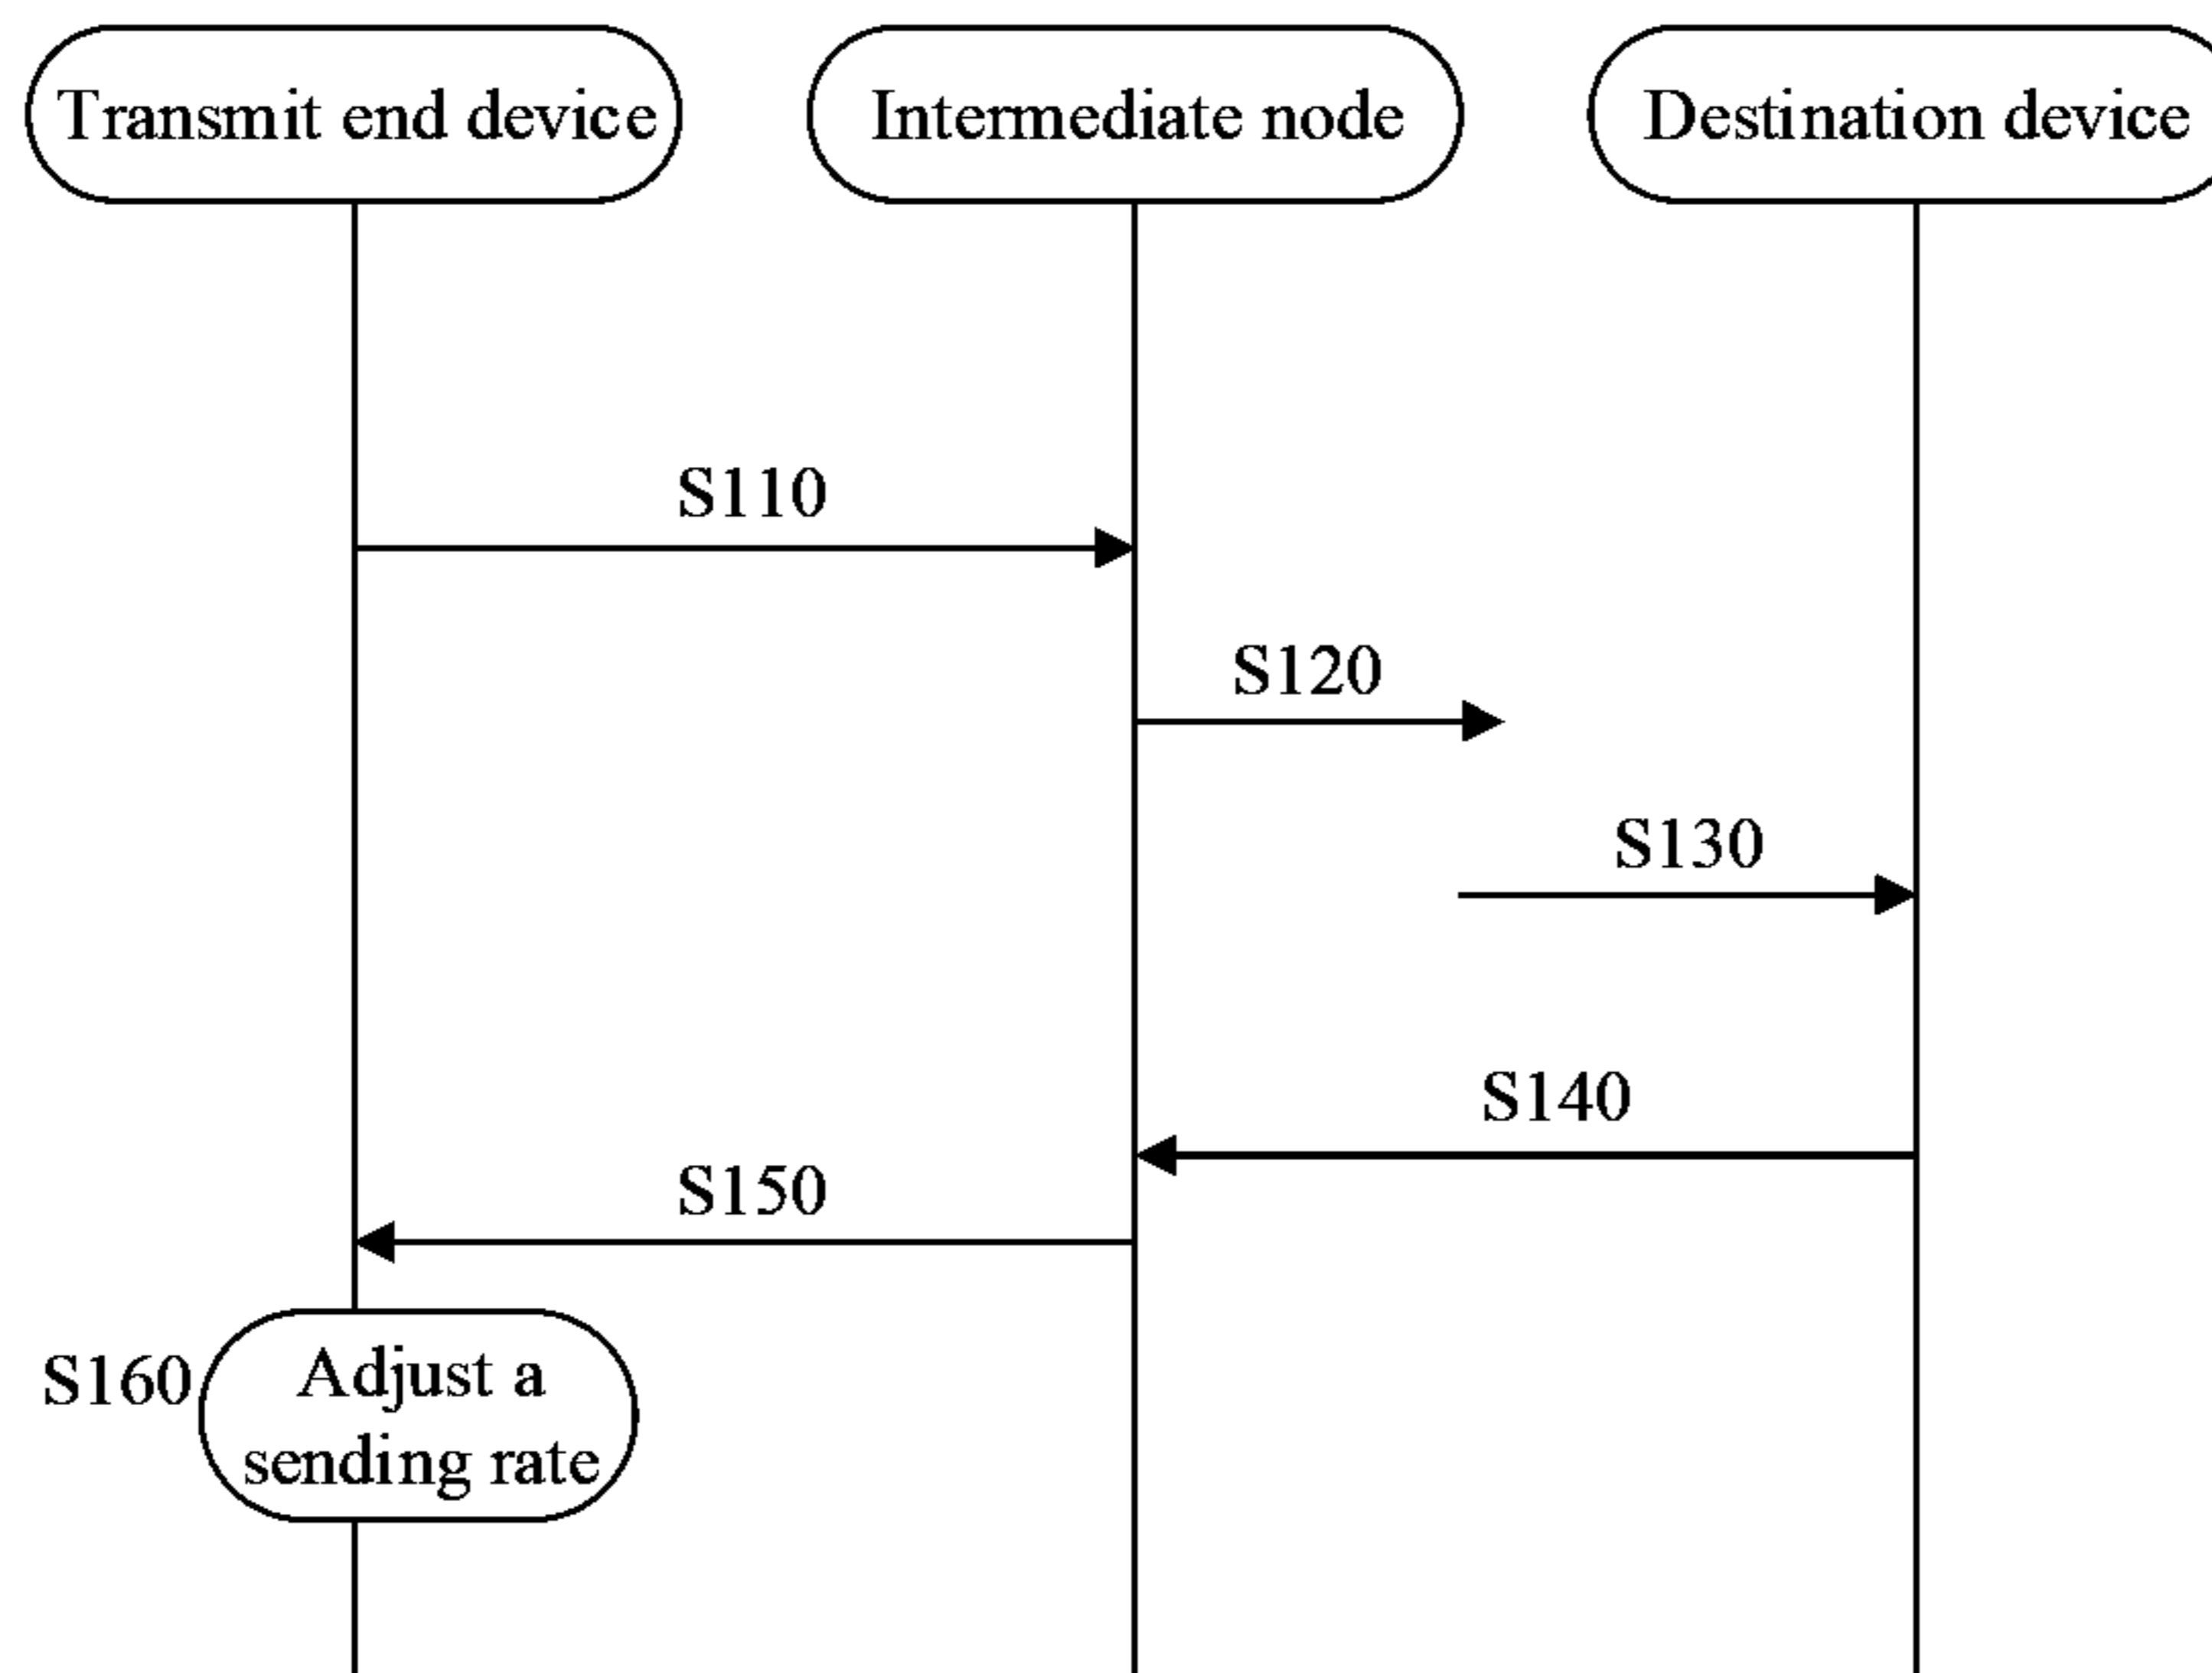 Transmit end device
Intermediate node
Destination device
S110
S120
S130
S140
S150
S160
Adjust a
sending rate